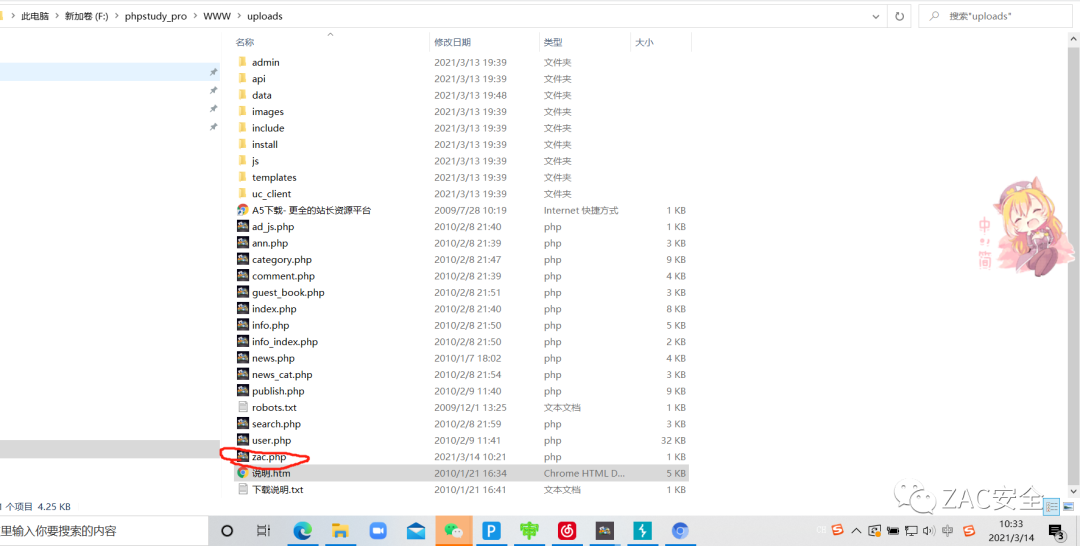 此电脑 > 新加卷 (F:) > phpstudy_pro > WWW > uploads
搜索"uploads"
名称 修改日期 类型 大小
admin 2021/3/13 19:39 文件夹
api 2021/3/13 19:39 文件夹
data 2021/3/13 19:48 文件夹
images 2021/3/13 19:39 文件夹
include 2021/3/13 19:39 文件夹
install 2021/3/13 19:39 文件夹
js 2021/3/13 19:39 文件夹
templates 2021/3/13 19:39 文件夹
uc_client 2021/3/13 19:39 文件夹
A5下载- 更全的站长资源平台 2009/7/28 10:19 Internet 快捷方式 1 KB
ad_js.php 2010/2/8 21:40 php 1 KB
ann.php 2010/2/8 21:39 php 3 KB
category.php 2010/2/8 21:47 php 9 KB
comment.php 2010/2/8 21:39 php 4 KB
guest_book.php 2010/2/8 21:51 php 3 KB
index.php 2010/2/9 21:40 php 8 KB
info.php 2010/2/8 21:50 php 5 KB
info_index.php 2010/2/8 21:50 php 2 KB
news.php 2010/1/7 18:02 php 4 KB
news_cat.php 2010/2/8 21:54 php 3 KB
publish.php 2010/2/9 11:40 php 9 KB
robots.txt 2009/12/1 13:25 文本文档 1 KB
search.php 2010/2/8 21:59 php 3 KB
user.php 2010/2/9 11:41 php 32 KB
zac.php 2021/3/14 10:21 php 1 KB
说明.htm 2010/1/21 16:34 Chrome HTML D... 5 KB
下载说明.txt 2010/1/21 16:41 文本文档 1 KB
中
简
ZAC安全
个项目 4.25 KB
里输入你要搜索的内容
中
10:33
2021/3/14
3